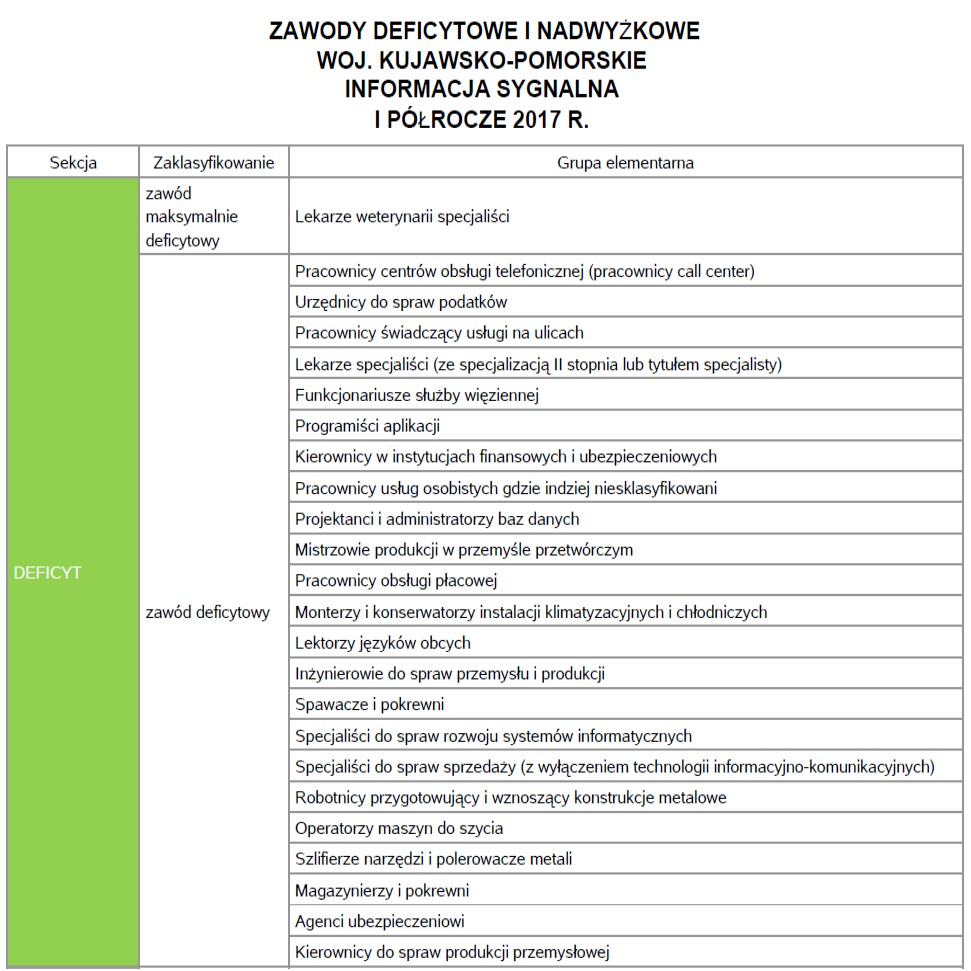 ZAWODY DEFICYTOWE I NADWYŻKOWE
WOJ. KUJAWSKO-POMORSKIE
INFORMACJA SYGNALNA
I PÓŁROCZE 2017 R.
Sekcja Zaklasyfikowanie Grupa elementarna
DEFICYT
zawód
maksymalnie
deficytowy
Lekarze weterynarii specjaliści
zawód deficytowy
Pracownicy centrów obsługi telefonicznej (pracownicy call center)
Urzędnicy do spraw podatków
Pracownicy świadczący usługi na ulicach
Lekarze specjaliści (ze specjalizacją II stopnia lub tytułem specjalisty)
Funkcjonariusze służby więziennej
Programiści aplikacji
Kierownicy w instytucjach finansowych i ubezpieczeniowych
Pracownicy usług osobistych gdzie indziej niesklasyfikowani
Projektanci i administratorzy baz danych
Mistrzowie produkcji w przemyśle przetwórczym
Pracownicy obsługi płacowej
Monterzy i konserwatorzy instalacji klimatyzacyjnych i chłodniczych
Lektorzy języków obcych
Inżynierowie do spraw przemysłu i produkcji
Spawacze i pokrewni
Specjaliści do spraw rozwoju systemów informatycznych
Specjaliści do spraw sprzedaży (z wyłączeniem technologii informacyjno-komunikacyjnych)
Robotnicy przygotowujący i wznoszący konstrukcje metalowe
Operatorzy maszyn do szycia
Szlifierze narzędzi i polerowacze metali
Magazynierzy i pokrewni
Agenci ubezpieczeniowi
Kierownicy do spraw produkcji przemysłowej